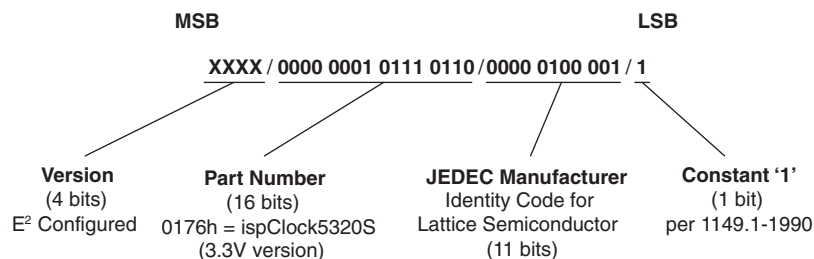 MSB LSB
XXXX / 0000 0001 0111 0110 / 0000 0100 001 / 1
Version
(4 bits)
E² Configured
Part Number
(16 bits)
0176h = ispClock5320S
(3.3V version)
JEDEC Manufacturer
Identity Code for
Lattice Semiconductor
(11 bits)
Constant ‘1’
(1 bit)
per 1149.1-1990